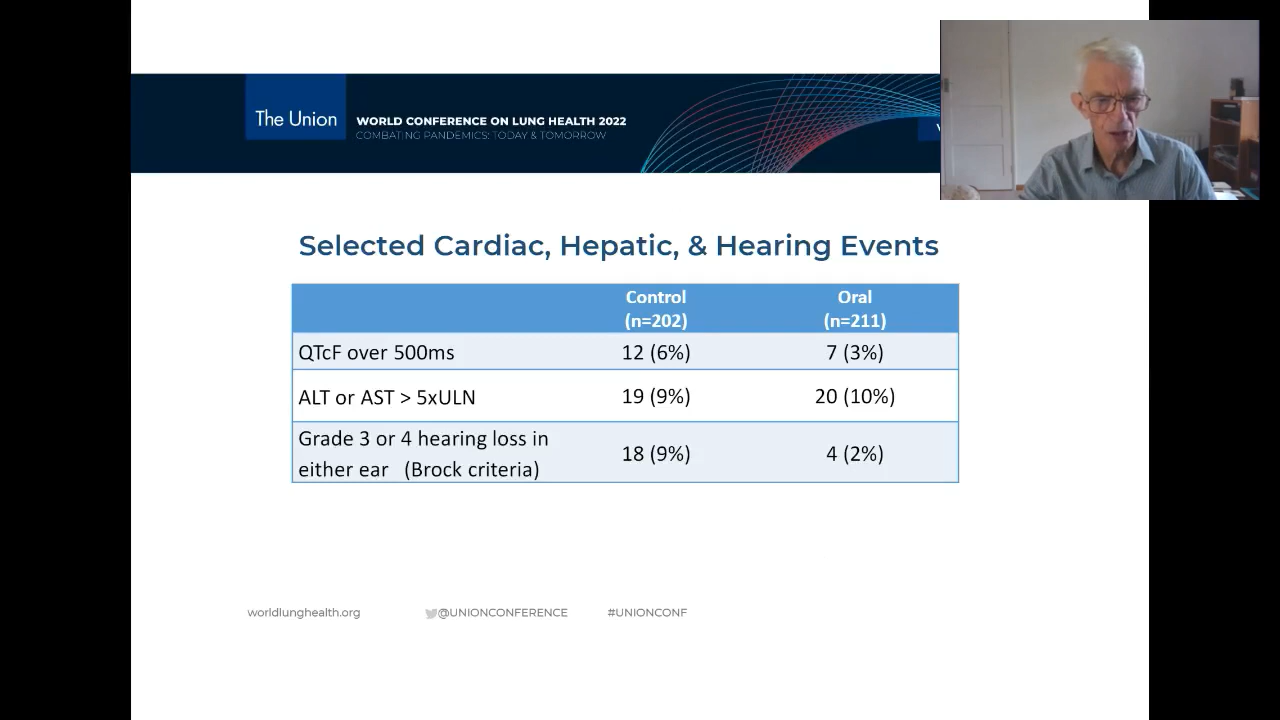 The Union
WORLD CONFERENCE ON LUNG HEALTH 2022
COMBATING PANDEMICS: TODAY & TOMORROW
Selected Cardiac, Hepatic, & Hearing Events
Control Oral
(n=202) (n=211)
QTcF over 500ms 12 (6%) 7 (3%)
ALT or AST > 5xULN 19 (9%) 20 (10%)
Grade 3 or 4 hearing loss in
either ear (Brock criteria) 18 (9%) 4 (2%)
worldlunghealth.org @UNIONCONFERENCE #UNIONCONF